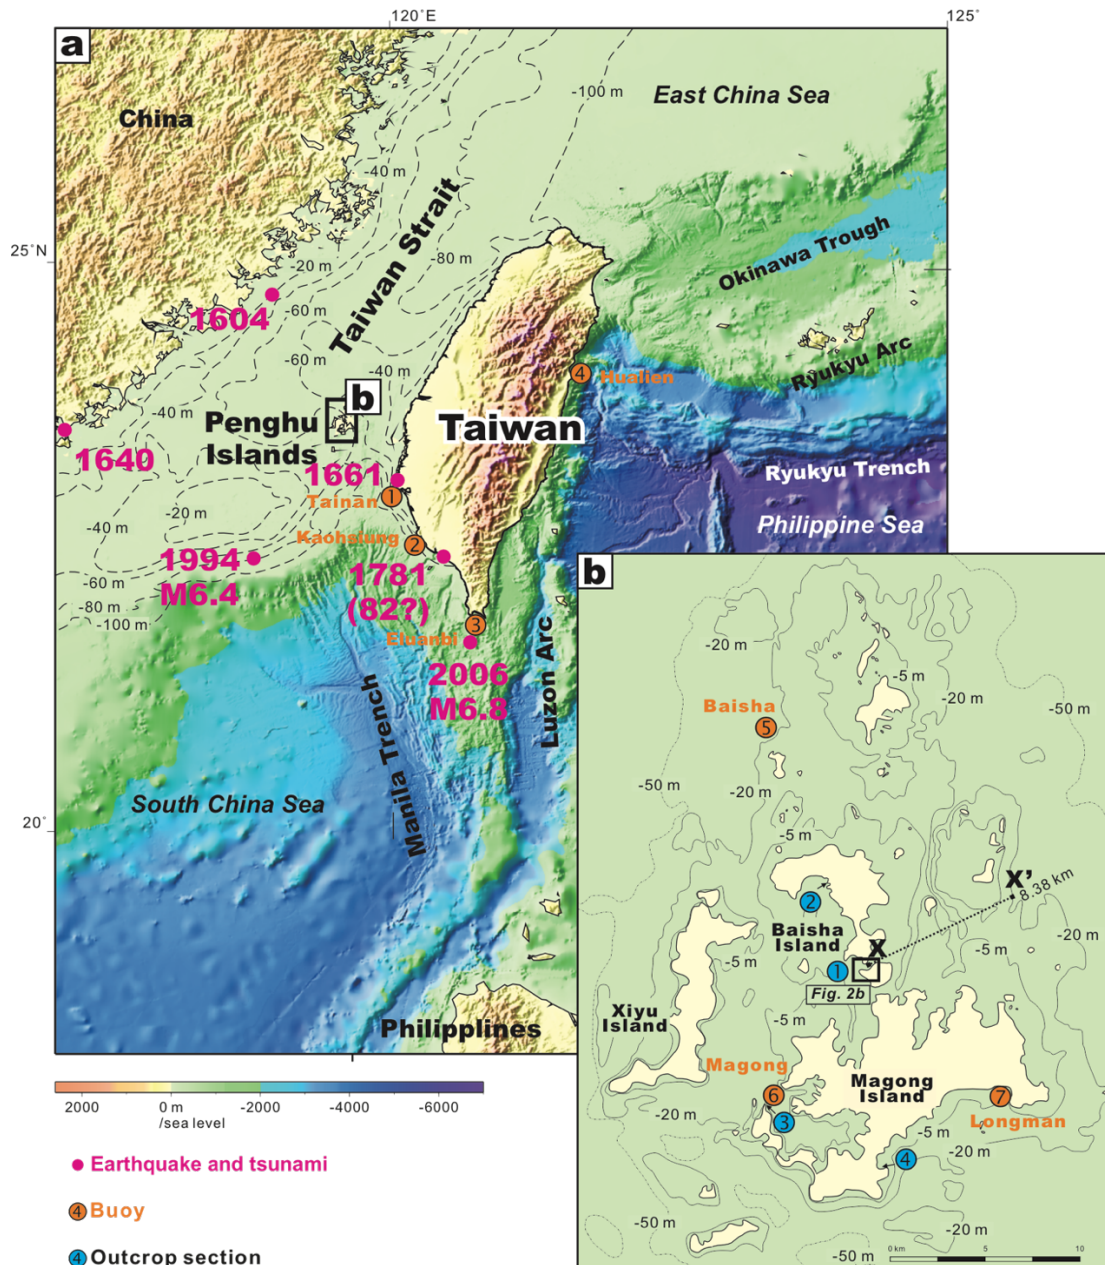 120°E
125°
a
China
East China Sea
-100 m
-40 m
Taiwan Strait
-80 m
25°N
-20 m
Okinawa Trough
1604
-60 m
-60 m
-40 m
Ryukyu Arc
4
Hualien
b
-40 m
Penghu
Islands
Taiwan
1640
1661
Ryukyu Trench
Tainan
1
-20 m
-40 m
Philippine Sea
Kaohsiung
2
1994
M6.4
1781
(82?)
-60 m
-80 m
-100 m
3
Eluanbi
2006
M6.8
Luzon Arc
Manila Trench
South China Sea
20°
Philipplines
2000
0 m
-2000
-4000
-6000
/sea level
Earthquake and tsunami
4
Buoy
4
Outcrop section
b
-20 m
-5 m
-20 m
-50 m
Baisha
5
-50 m
-20 m
-5 m
X'
8.38 km
2
Baisha
Island
X
-20 m
-5 m
-5 m
1
Fig. 2b
Xiyu
Island
-5 m
Magong
6
Magong
Island
7
Longman
-20 m
3
-5 m
-20 m
4
-50 m
-20 m
-50 m
0 km
5
10